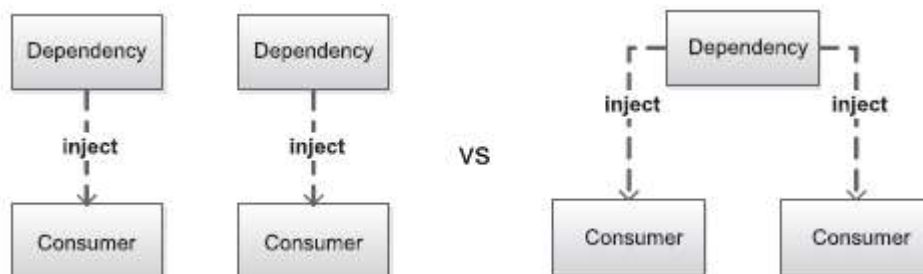 Dependency
Dependency
Dependency
inject
inject
inject
inject
vs
Consumer
Consumer
Consumer
Consumer